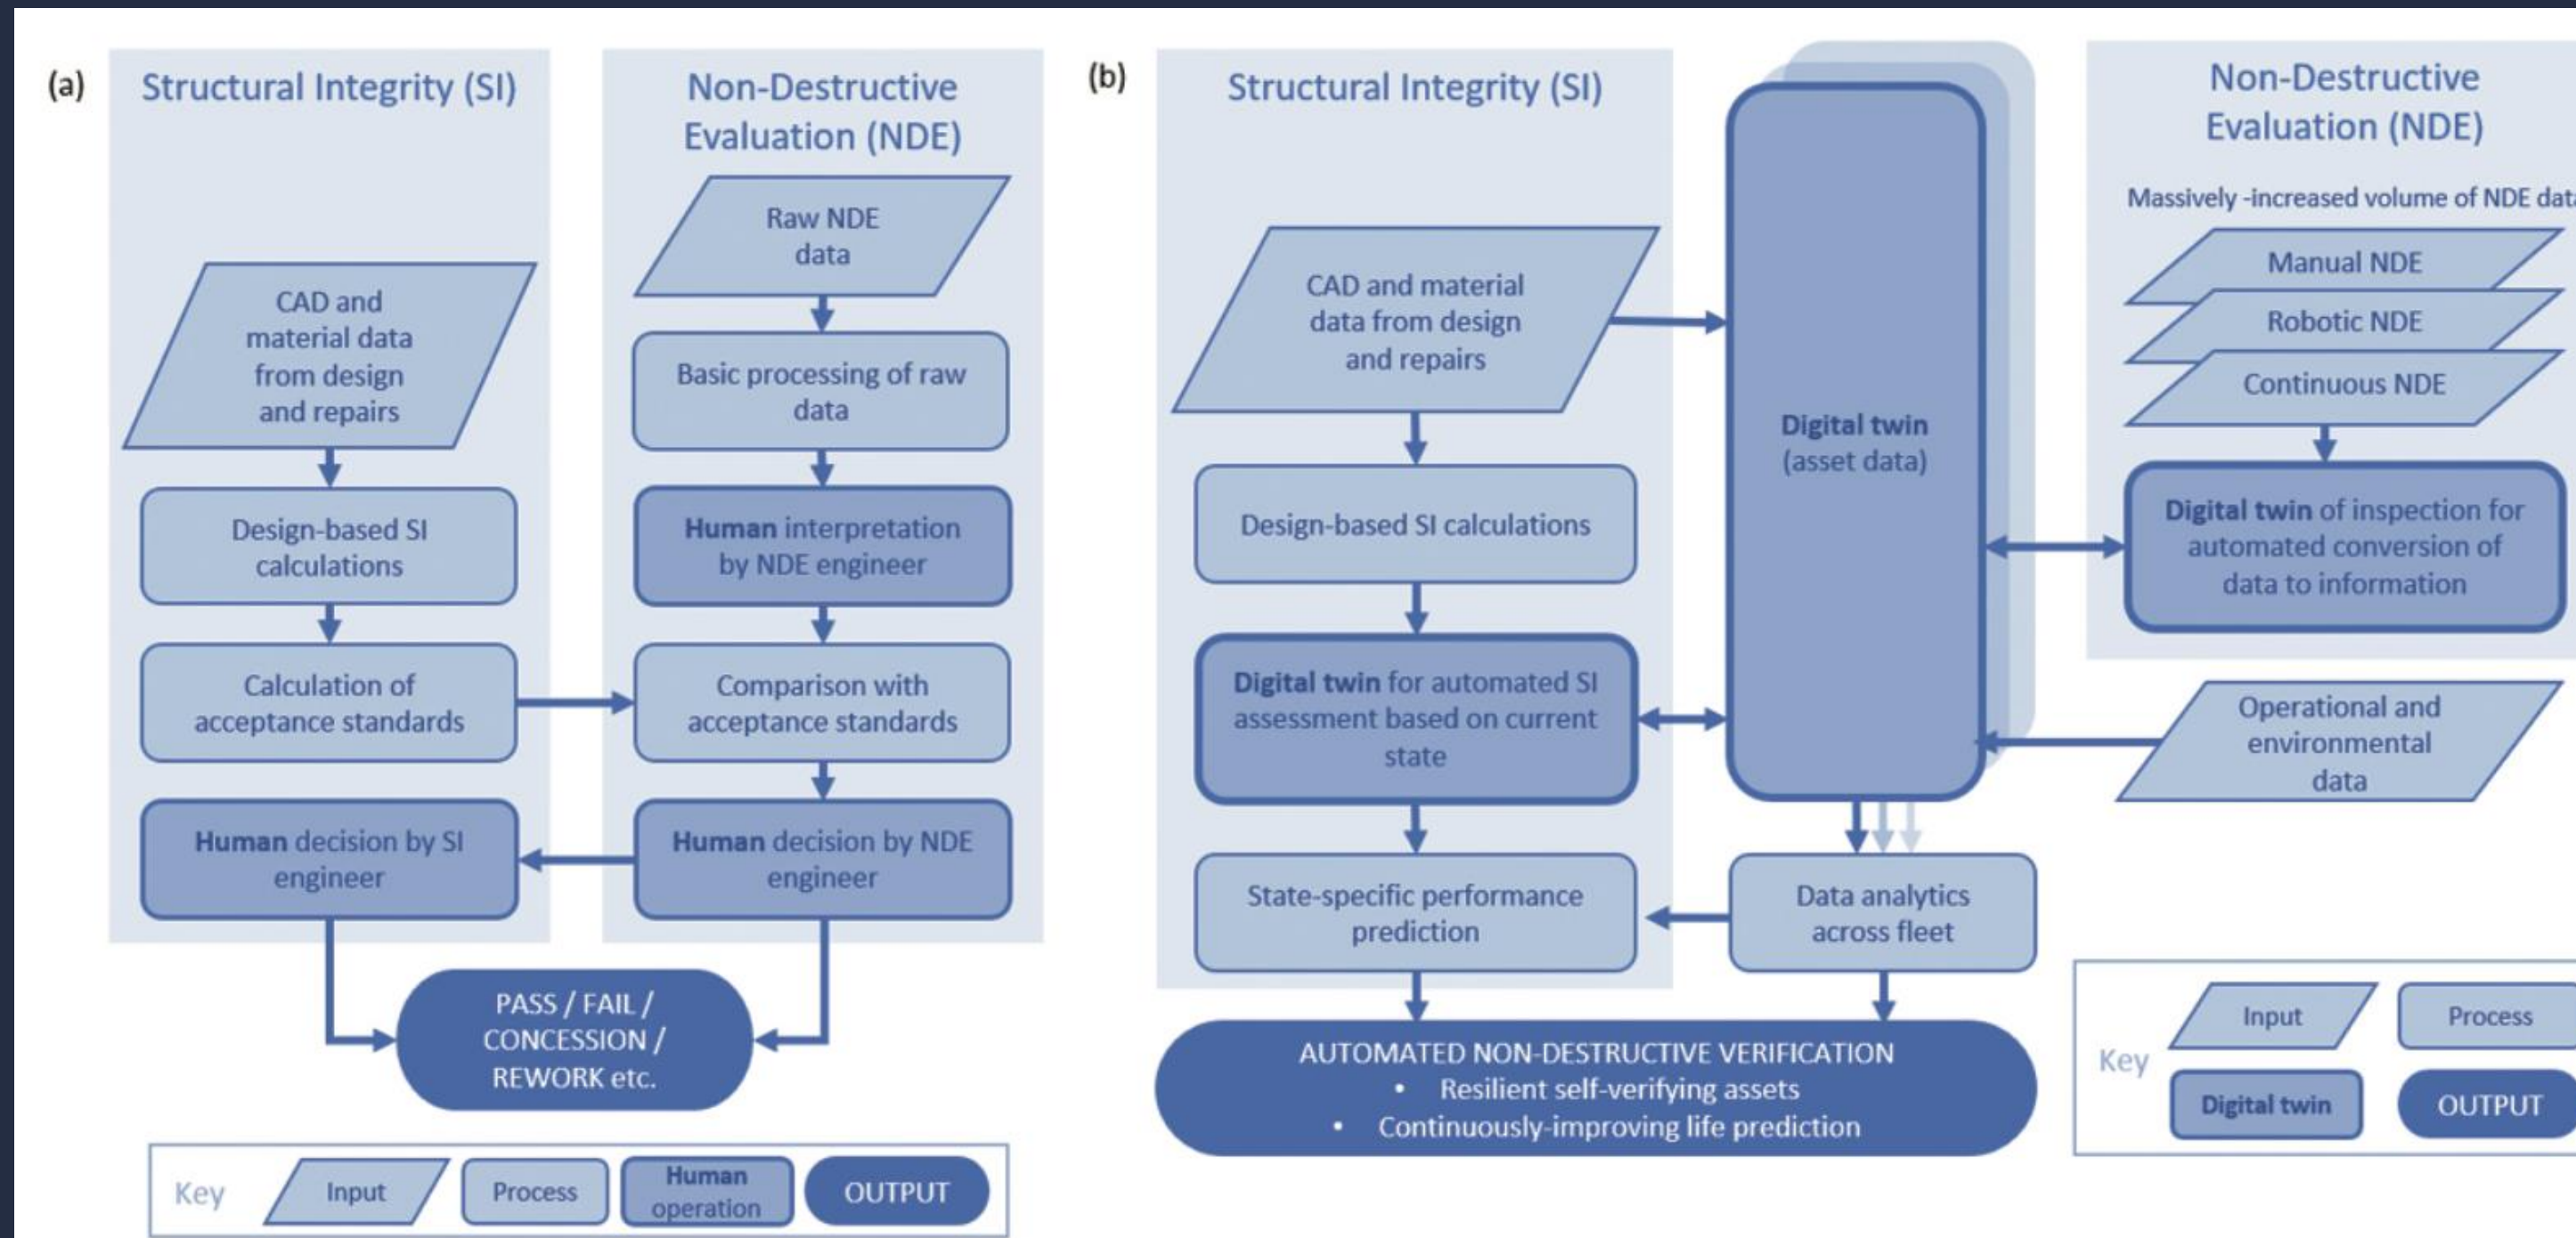 (a)
Structural Integrity (SI)
CAD and
material data
from design
and repairs
Design-based SI
calculations
Calculation of
acceptance standards
Human decision by SI
engineer
Non-Destructive
Evaluation (NDE)
Raw NDE
data
Basic processing of raw
data
Human interpretation
by NDE engineer
Comparison with
acceptance standards
Human decision by NDE
engineer
PASS / FAIL /
CONCESSION /
REWORK etc.
Key
Input
Process
Human
operation
OUTPUT
(b)
Structural Integrity (SI)
CAD and material
data from design
and repairs
Design-based SI calculations
Digital twin for automated SI
assessment based on current
state
State-specific performance
prediction
Digital twin
(asset data)
Data analytics
across fleet
Non-Destructive
Evaluation (NDE)
Massively -increased volume of NDE data
Manual NDE
Robotic NDE
Continuous NDE
Digital twin of inspection for
automated conversion of
data to information
Operational and
environmental
data
AUTOMATED NON-DESTRUCTIVE VERIFICATION
• Resilient self-verifying assets
• Continuously-improving life prediction
Key
Input
Process
Digital twin
OUTPUT